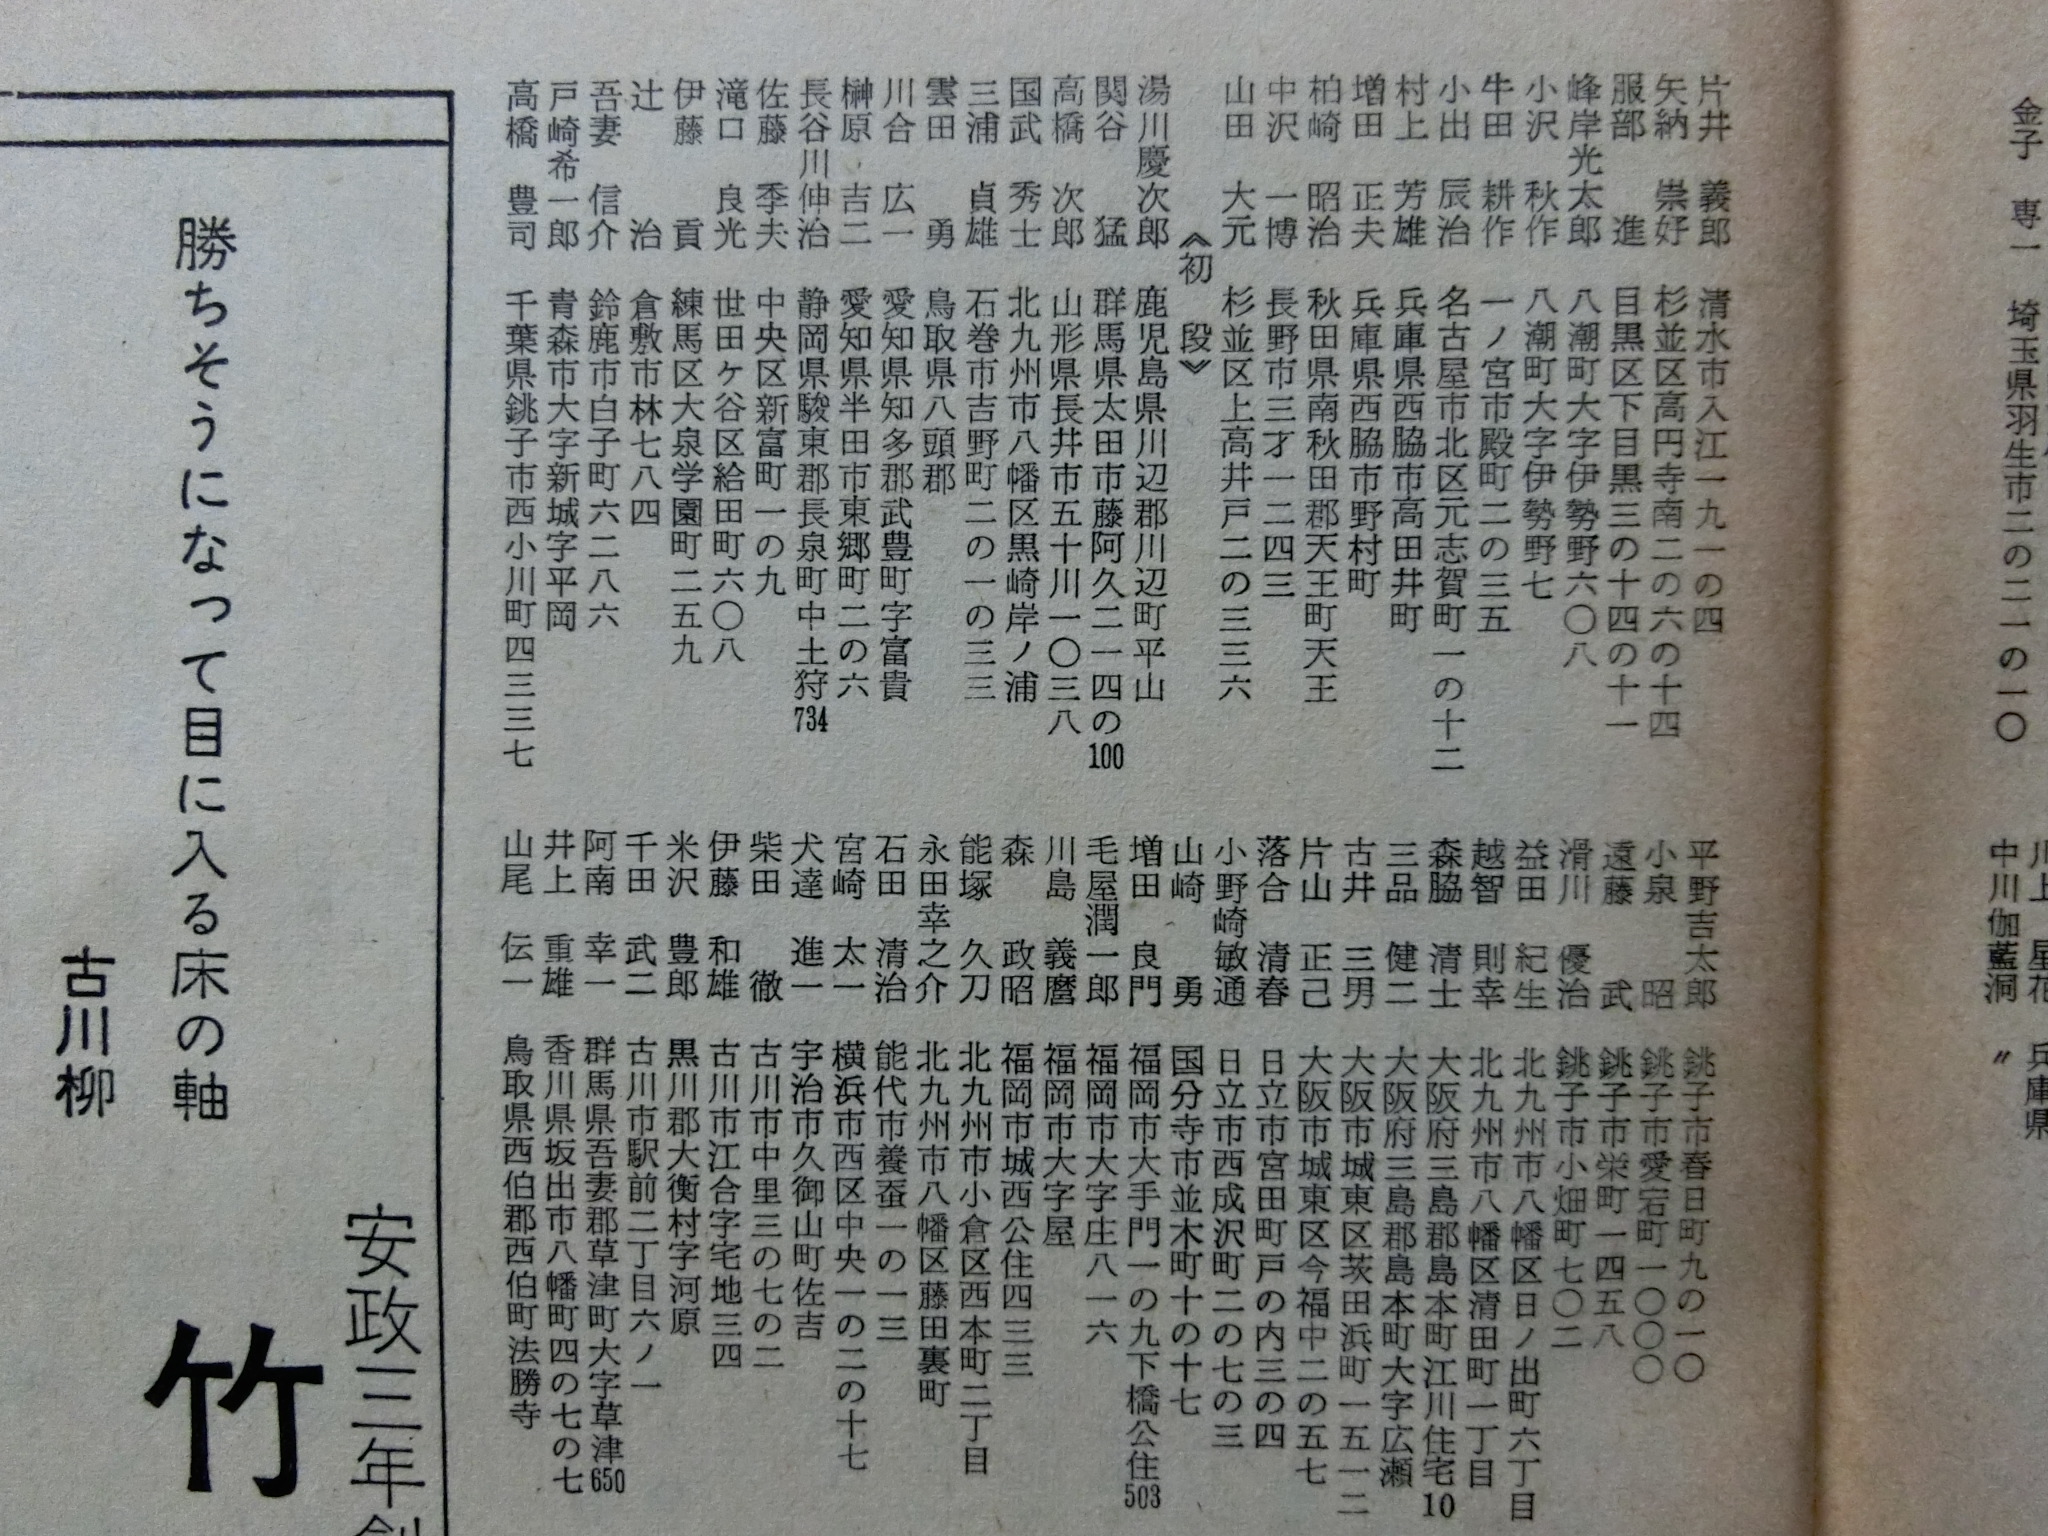 金子　専一　埼玉県羽生市二の二一の一〇
中川伽藍洞　〃
片井　義郎　清水市入江一九一の四
矢納　崇好　杉並区高円寺南二の六の十四
服部　　進　目黒区下目黒三の十四の十一
峰岸光太郎　八潮町大字伊勢野六〇八
小沢　秋作　八潮町大字伊勢野七
牛田　耕作　一ノ宮市殿町二の三五
小出　辰治　名古屋市北区元志賀町一の十二
村上　芳雄　兵庫県西脇市高田井町
増田　正夫　兵庫県西脇市野村町
柏崎　昭治　秋田県南秋田郡天王町天王
中沢　一博　長野市三才一二四三
山田　大元　杉並区上高井戸二の三三六
《初　段》
湯川慶次郎　鹿児島県川辺郡川辺町平山
関谷　　猛　群馬県太田市藤阿久二一四の100
高橋　次郎　山形県長井市五十川一〇三八
国武　秀士　北九州市八幡区黒崎岸ノ浦
三浦　貞雄　石巻市吉野町二の一の三三
雲田　　勇　鳥取県八頭郡
川合　広一　愛知県知多郡武豊町字富貴
榊原　吉二　愛知県半田市東郷町二の六
長谷川仲治　静岡県駿東郡長泉町中土狩734
佐藤　季夫　中央区新富町一の九
滝口　良光　世田ヶ谷区給田町六〇八
伊藤　　貢　練馬区大泉学園町二五九
辻　　　治　倉敷市林七八四
吾妻　信介　鈴鹿市白子町六二八六
戸崎希一郎　青森市大字新城字平岡
高橋　豊司　千葉県銚子市西小川町四三三七
平野吉太郎　銚子市春日町九の一〇
小泉　　昭　銚子市愛宕町一〇〇〇
遠藤　　武　銚子市栄町一四五八
滑川　優治　銚子市小畑町七〇二
益田　紀生　北九州市八幡区日ノ出町六丁目
越智　則幸　北九州市八幡区清田町一丁目
森脇　清士　大阪府三島郡島本町江川住宅10
三品　健二　大阪府三島郡島本町大字広瀬
古井　三男　大阪市城東区茨田浜町一五一二
片山　正己　大阪市城東区今福中二の五七
落合　清春　日立市宮田町戸の内三の四
小野崎敏通　日立市西成沢町二の七の三
山崎　　勇　国分寺市並木町十の十七
増田　良門　福岡市大手門一の九下橋公住503
毛屋潤一郎　福岡市大字庄八一六
川島　義麿　福岡市大字屋
森　　政昭　福岡市城西公住四三三
能塚　久刀　北九州市小倉区西本町二丁目
永田幸之介　北九州市八幡区藤田裏町
石田　清治　能代市養蚕一の一三
宮崎　太一　横浜市西区中央一の二の十七
犬達　進一　宇治市久御山町佐吉
柴田　　徹　古川市中里三の七の二
伊藤　和雄　古川市江合字宅地三四
米沢　豊郎　黒川郡大衡村字河原
千田　武二　古川市駅前二丁目六ノ一
阿南　幸一　群馬県吾妻郡草津町大字草津650
井上　重雄　香川県坂出市八幡町四の七の七
山尾　伝一　鳥取県西伯郡西伯町法勝寺
安政三年創
竹
勝ちそうになって目に入る床の軸
古川柳